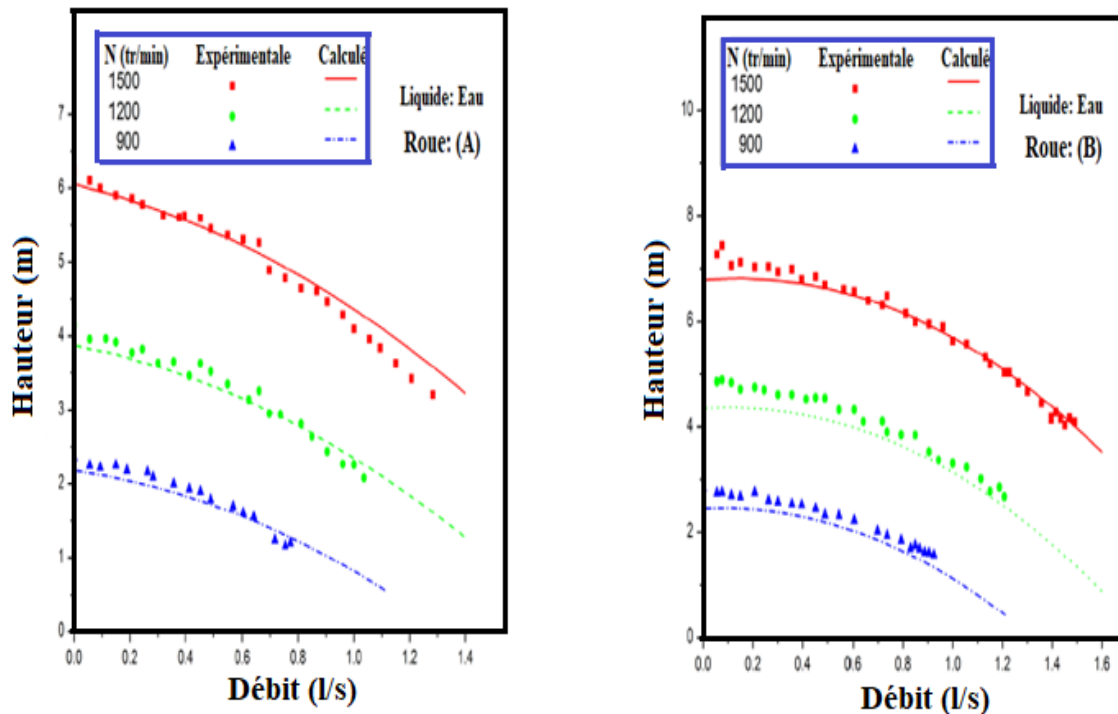 N (tr/min) Expérimentale Calculé
1500
1200
900
Liquide: Eau
Roue: (A)
7
6
5
4
3
2
1
0
Hauteur (m)
0.0 0.2 0.4 0.6 0.8 1.0 1.2 1.4
Débit (l/s)
N (tr/min) Expérimentale Calculé
1500
1200
900
Liquide: Eau
Roue: (B)
10
8
6
4
2
0
Hauteur (m)
0.0 0.2 0.4 0.6 0.8 1.0 1.2 1.4 1.6
Débit (l/s)